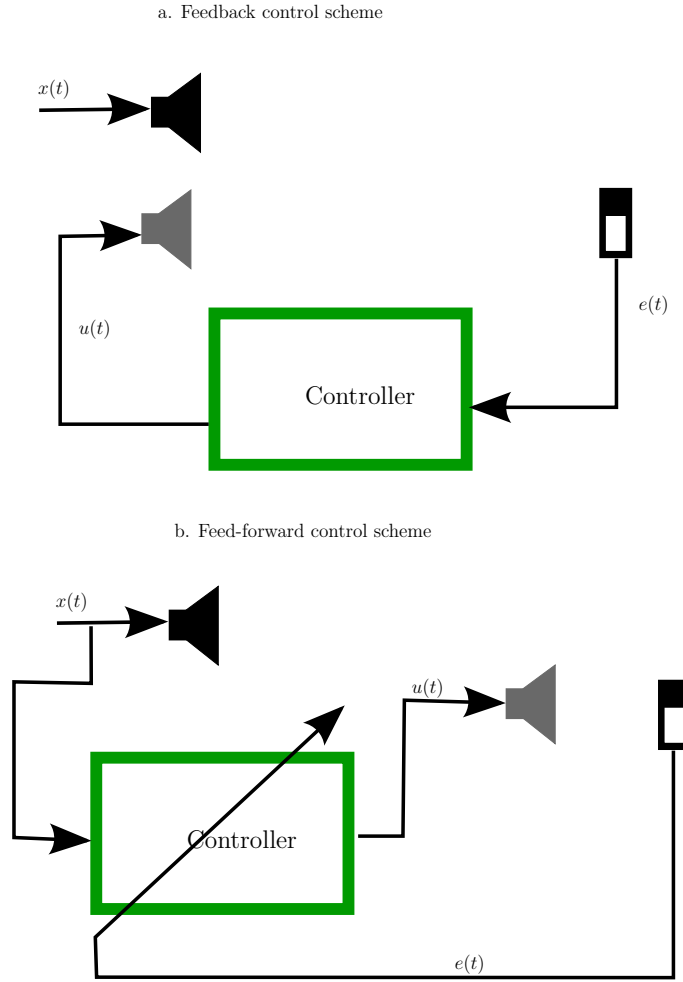 a. Feedback control scheme
x(t)
u(t)
e(t)
Controller
b. Feed-forward control scheme
x(t)
u(t)
Controller
e(t)